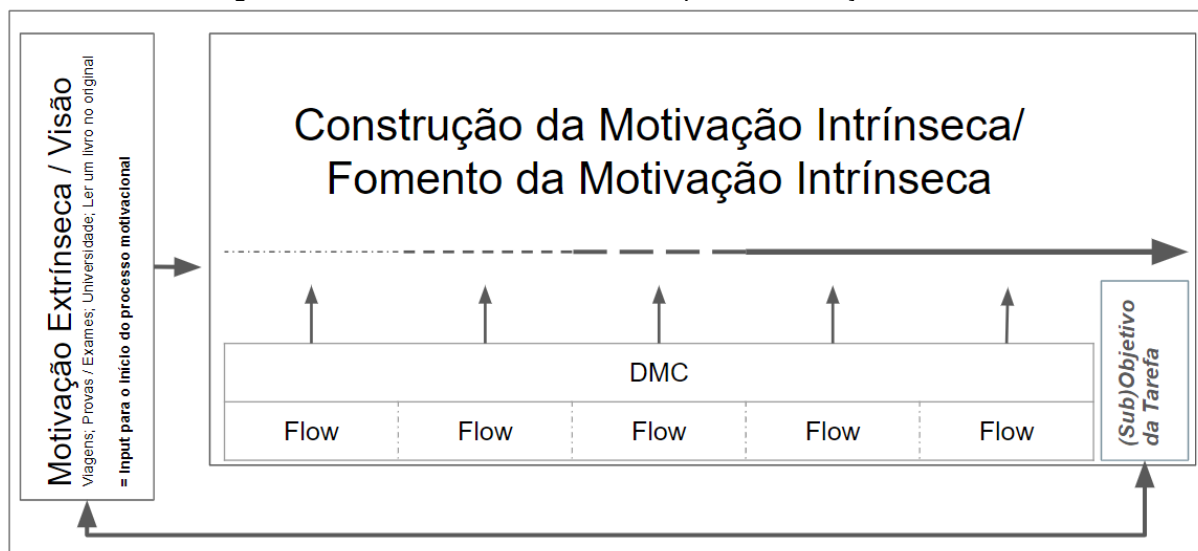 Motivação Extrínseca / Visão
Viagens; Provas / Exames; Universidade; Ler um livro no original
= Input para o Início do processo motivacional
Construção da Motivação Intrínseca/
Fomento da Motivação Intrínseca
DMC
Flow
Flow
Flow
Flow
Flow
(Sub)Objetivo
da Tarefa